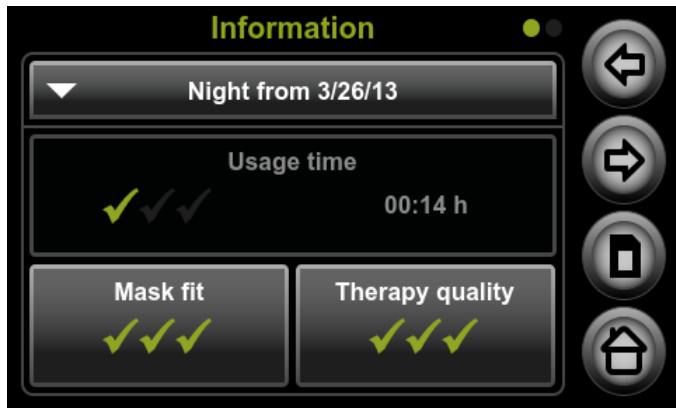 Information
Night from 3/26/13
Usage time
00:14 h
Mask fit
Therapy quality